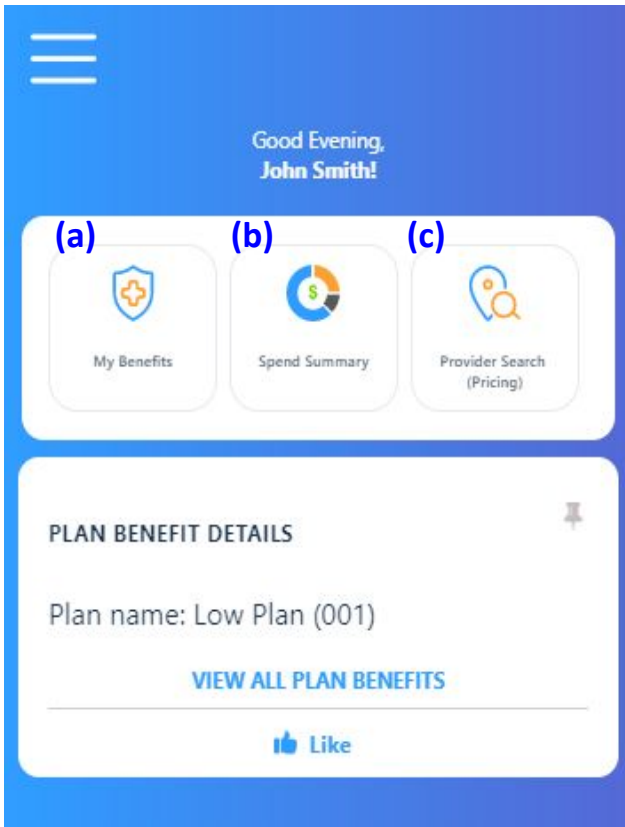 Good Evening,
John Smith!
(a) (b) (c)
$
My Benefits
Spend Summary
Provider Search
(Pricing)
PLAN BENEFIT DETAILS
Plan name: Low Plan (001)
VIEW ALL PLAN BENEFITS
Like